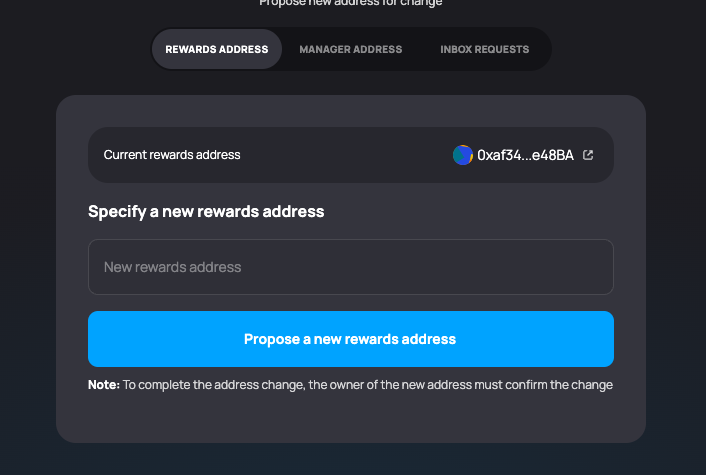 Propose new address for change
REWARDS ADDRESS
MANAGER ADDRESS
INBOX REQUESTS
Current rewards address
0xaf34...e48BA
Specify a new rewards address
New rewards address
Propose a new rewards address
Note: To complete the address change, the owner of the new address must confirm the change